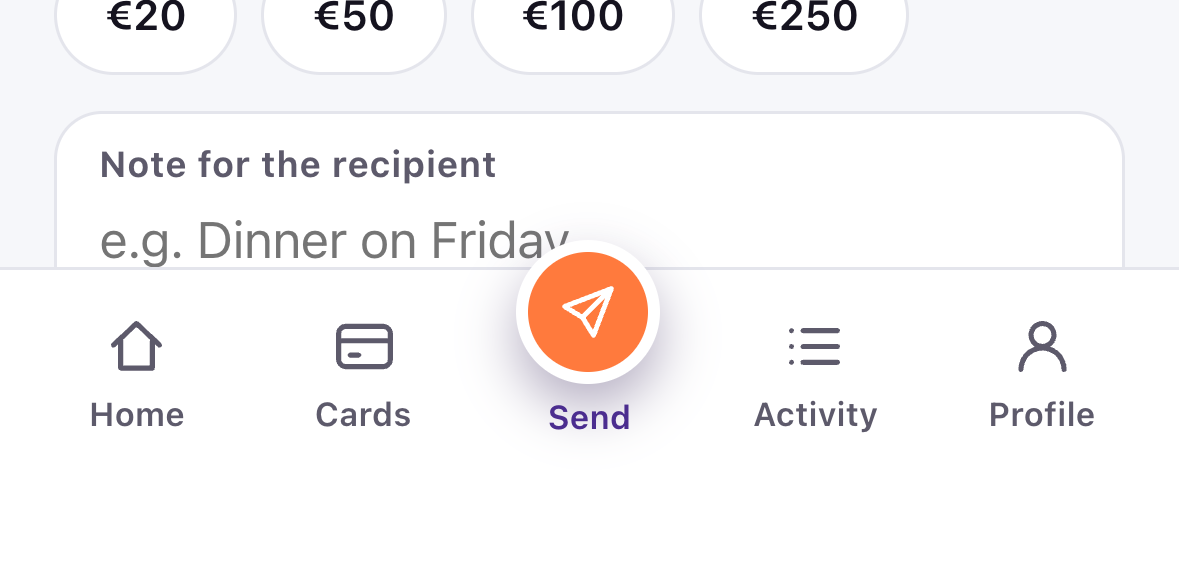 €20 €50 €100 €250
Note for the recipient
e.g. Dinner on Friday
Home Cards Send Activity Profile